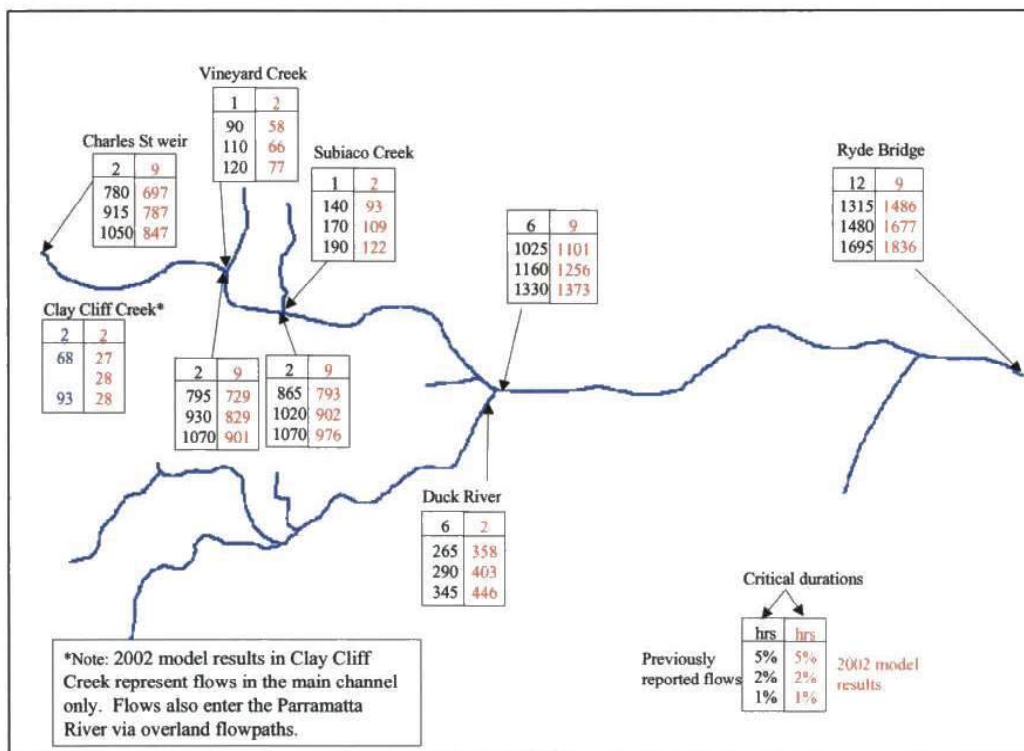 Vineyard Creek
1 2
90 58
110 66
120 77
Charles St weir
2 9
780 697
915 787
1050 847
Subiaco Creek
1 2
140 93
170 109
190 122
6 9
1025 1101
1160 1256
1330 1373
Ryde Bridge
12 9
1315 1486
1480 1677
1695 1836
Clay Cliff Creek*
2 2
68 27
28
93 28
2 9
795 729
930 829
1070 901
2 9
865 793
1020 902
1070 976
Duck River
6 2
265 358
290 403
345 446
Critical durations
hrs hrs
5% 5%
2% 2%
1% 1%
Previously
reported flows
2002 model
results
*Note: 2002 model results in Clay Cliff
Creek represent flows in the main channel
only. Flows also enter the Parramatta
River via overland flowpaths.